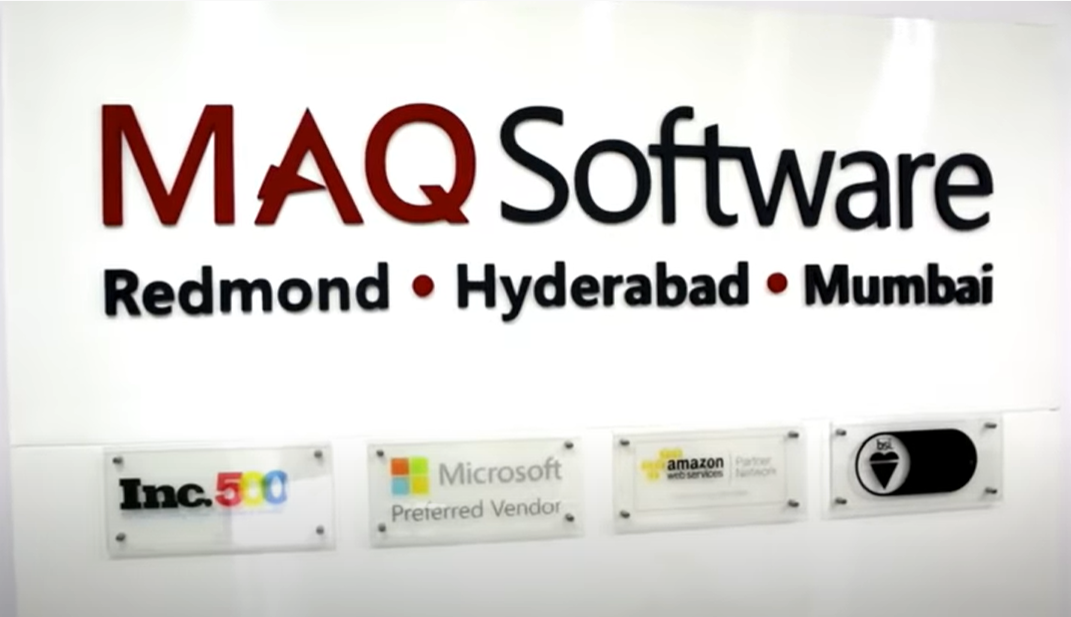 MAQ Software
Redmond • Hyderabad • Mumbai
Inc. 500
Microsoft
Preferred Vendor
amazon
web services
Partner
Network
bsi.